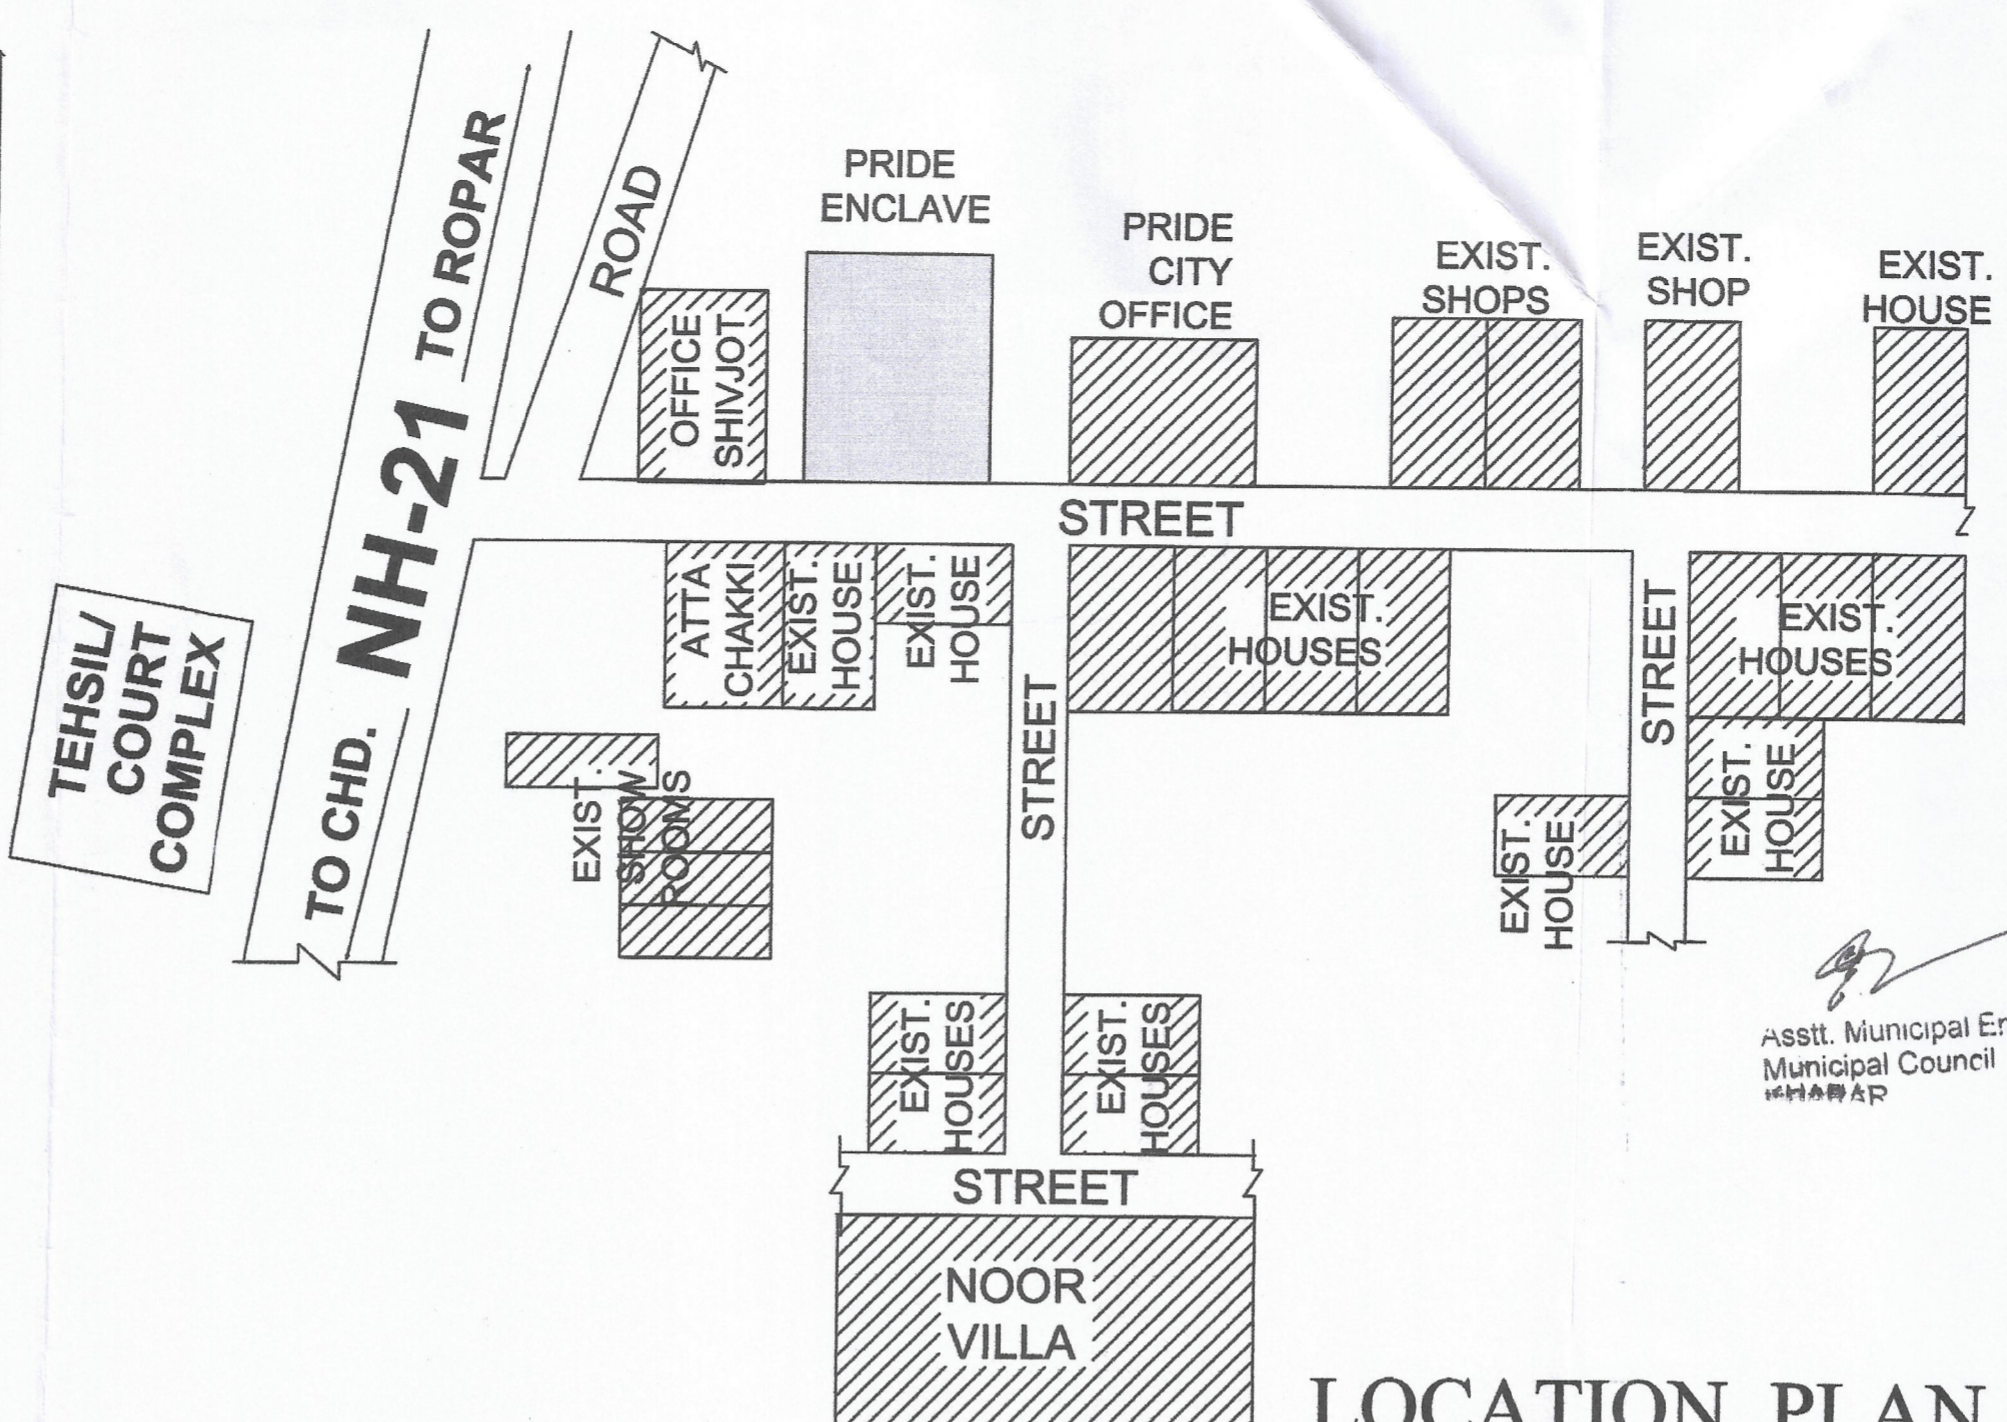 TO ROPAR
NH-21
TO CHD.
ROAD
TEHSIL/
COURT
COMPLEX
OFFICE
SHIVJOT
PRIDE
ENCLAVE
PRIDE
CITY
OFFICE
EXIST.
SHOPS
EXIST.
SHOP
EXIST.
HOUSE
STREET
ATTA
CHAKKI
EXIST.
HOUSE
EXIST.
HOUSE
EXIST.
HOUSES
EXIST.
HOUSES
STREET
STREET
EXIST.
SHOW
ROOMS
EXIST.
HOUSE
EXIST.
HOUSE
EXIST.
HOUSES
EXIST.
HOUSES
STREET
NOOR
VILLA
Asstt. Municipal
Municipal Council
KHARAR
LOCATION PLAN